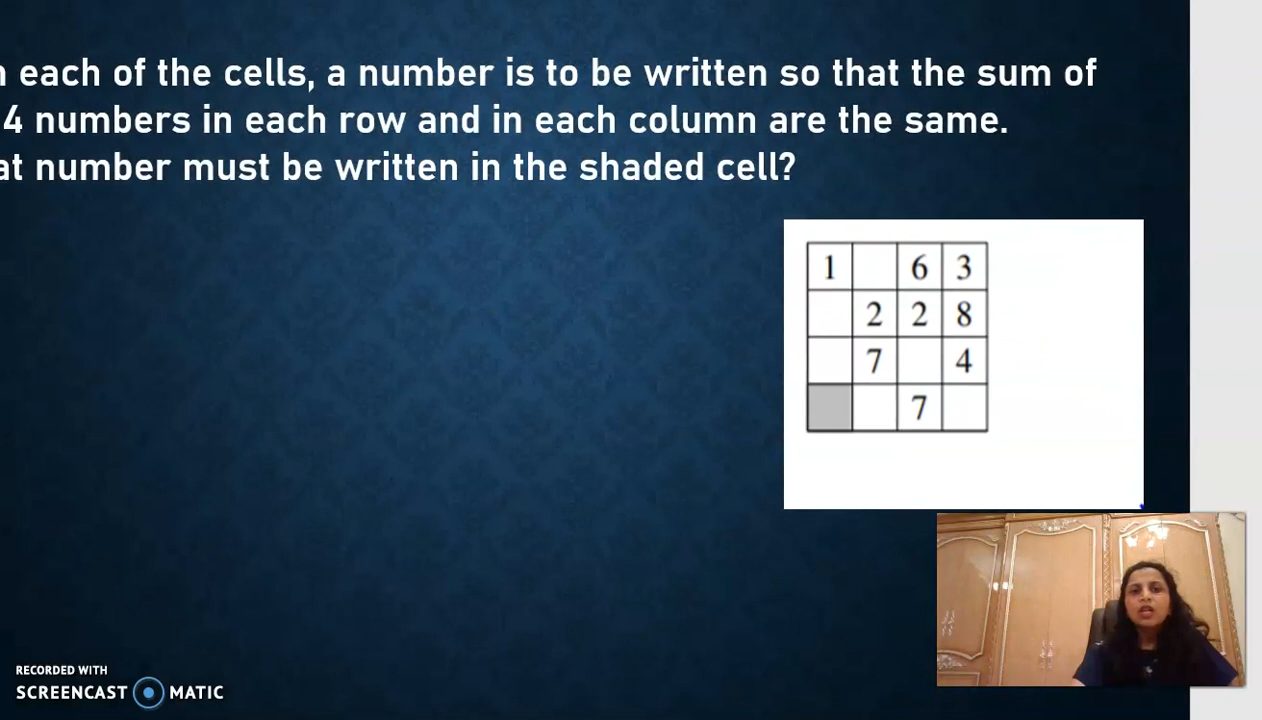 each of the cells, a number is to be written so that the sum of
4 numbers in each row and in each column are the same.
number must be written in the shaded cell?
1 6 3
2 2 8
7 4
7
RECORDED WITH
SCREENCAST MATIC